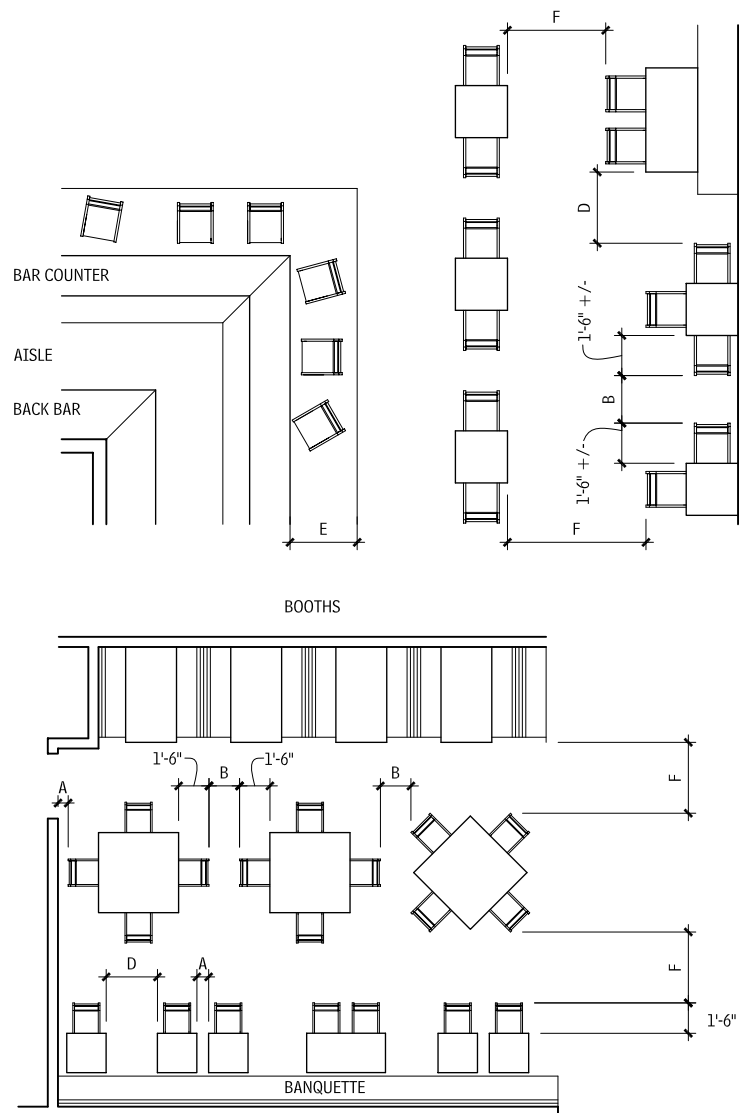 F
D
BAR COUNTER
1'-6" +/-
AISLE
B
BACK BAR
1'-6" +/-
E
F
BOOTHS
1'-6"
B
1'-6"
B
A
F
D
A
F
1'-6"
BANQUETTE